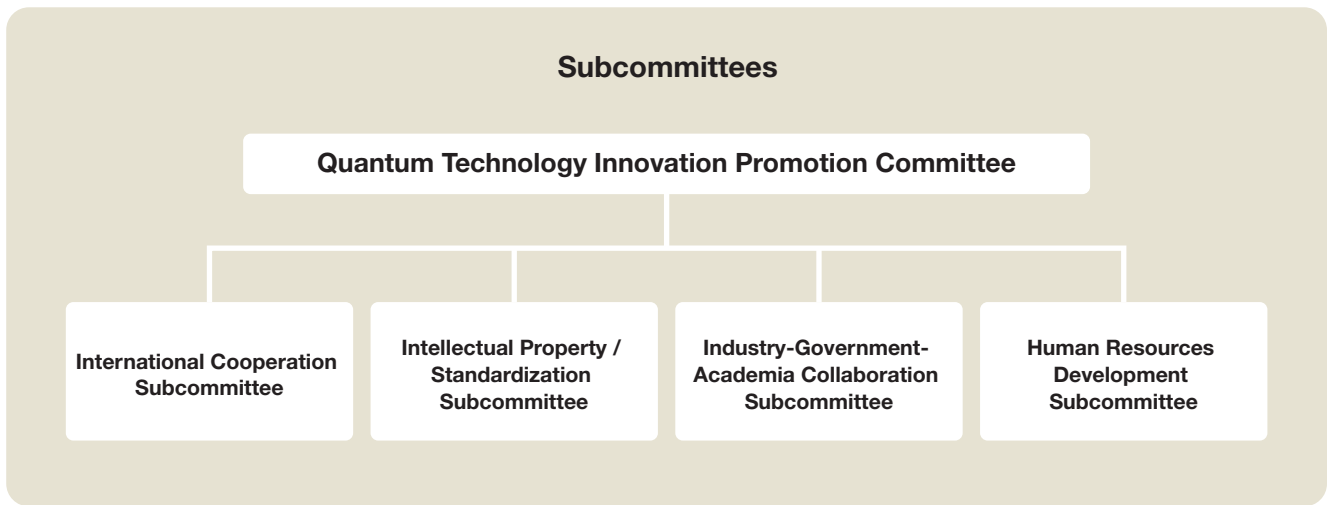 Subcommittees
Quantum Technology Innovation Promotion Committee
International Cooperation
Subcommittee
Intellectual Property /
Standardization
Subcommittee
Industry-Government-
Academia Collaboration
Subcommittee
Human Resources
Development
Subcommittee